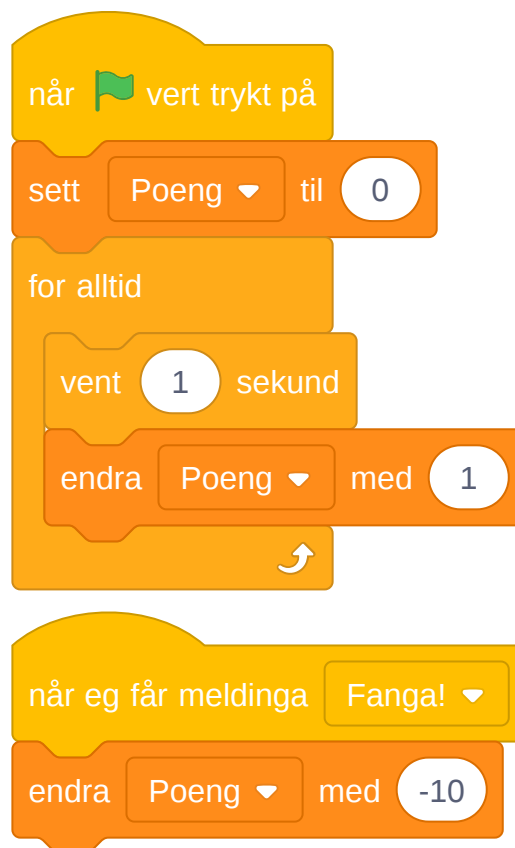 når vert trykt på
sett Poeng til 0
for alltid
vent 1 sekund
endra Poeng med 1
når eg får meldinga Fanga!
endra Poeng med -10